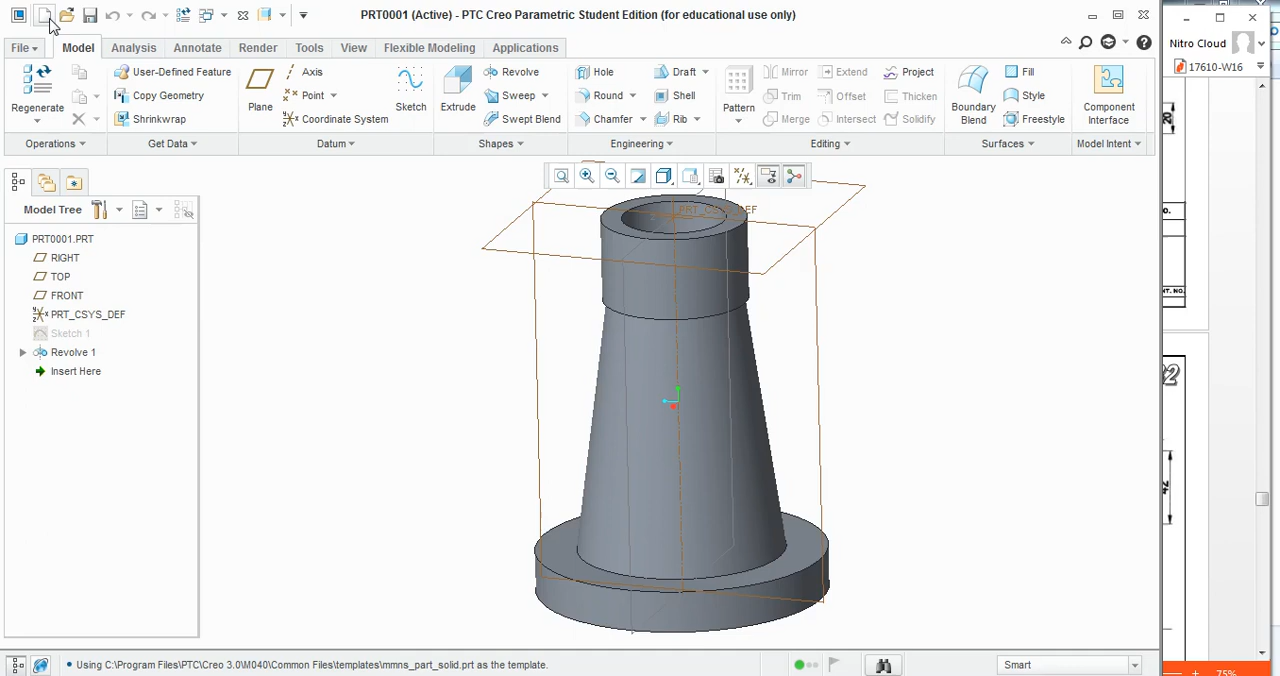 PRT0001 (Active) - PTC Creo Parametric Student Edition (for educational use only)
File Model Analysis Annotate Render Tools View Flexible Modeling Applications
Regenerate
User-Defined Feature
Copy Geometry
Shrinkwrap
Plane
Axis
Point
Coordinate System
Sketch
Extrude
Revolve
Sweep
Swept Blend
Hole
Round
Chamfer
Draft
Shell
Rib
Pattern
Mirror
Trim
Merge
Extend
Offset
Intersect
Project
Thicken
Solidify
Boundary
Blend
Fill
Style
Freestyle
Component
Interface
Operations Get Data Datum Shapes Engineering Editing Surfaces Model Intent
Model Tree
PRT0001.PRT
RIGHT
TOP
FRONT
PRT_CSYS_DEF
Sketch 1
Revolve 1
Insert Here
PRT_CSYS_DEF
Using C:\Program Files\PTC\Creo 3.0\M040\Common Files\templates\mmns_part_solid.prt as the template.
Smart
Nitro Cloud
17610-W16
20
42
75%